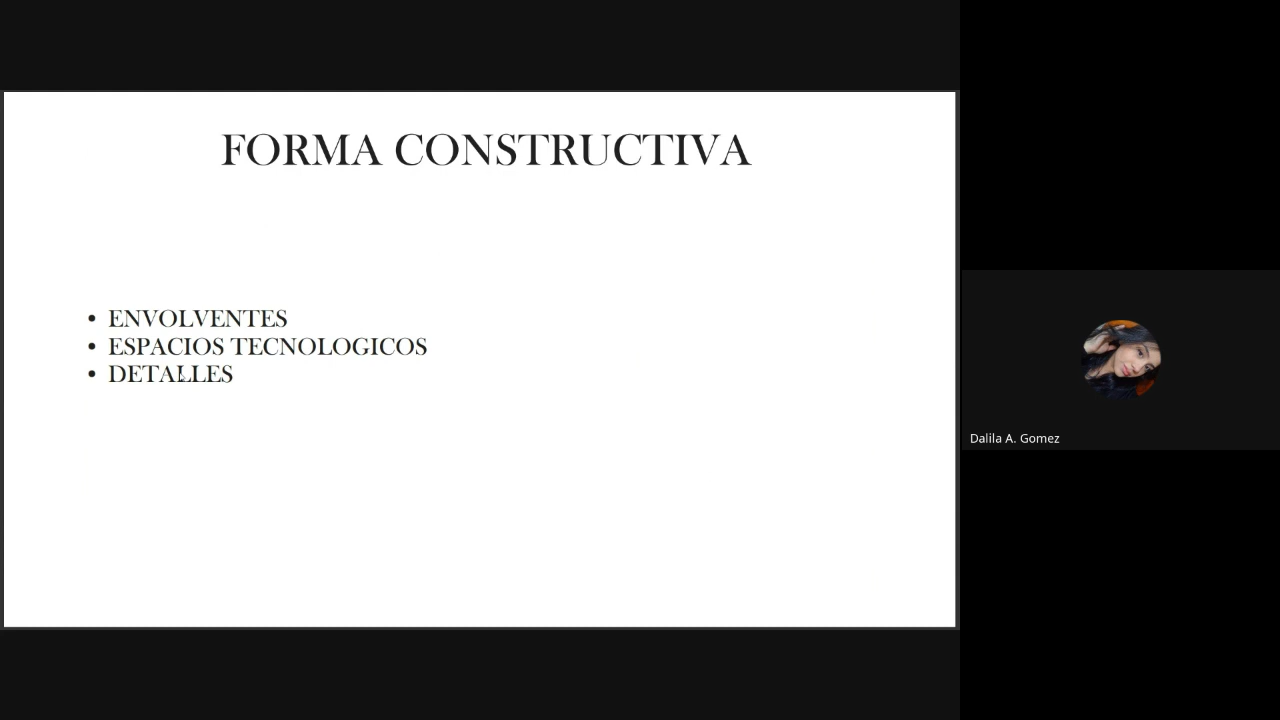 FORMA CONSTRUCTIVA
• ENVOLVENTES
• ESPACIOS TECNOLOGICOS
• DETALLES
Dalila A. Gomez